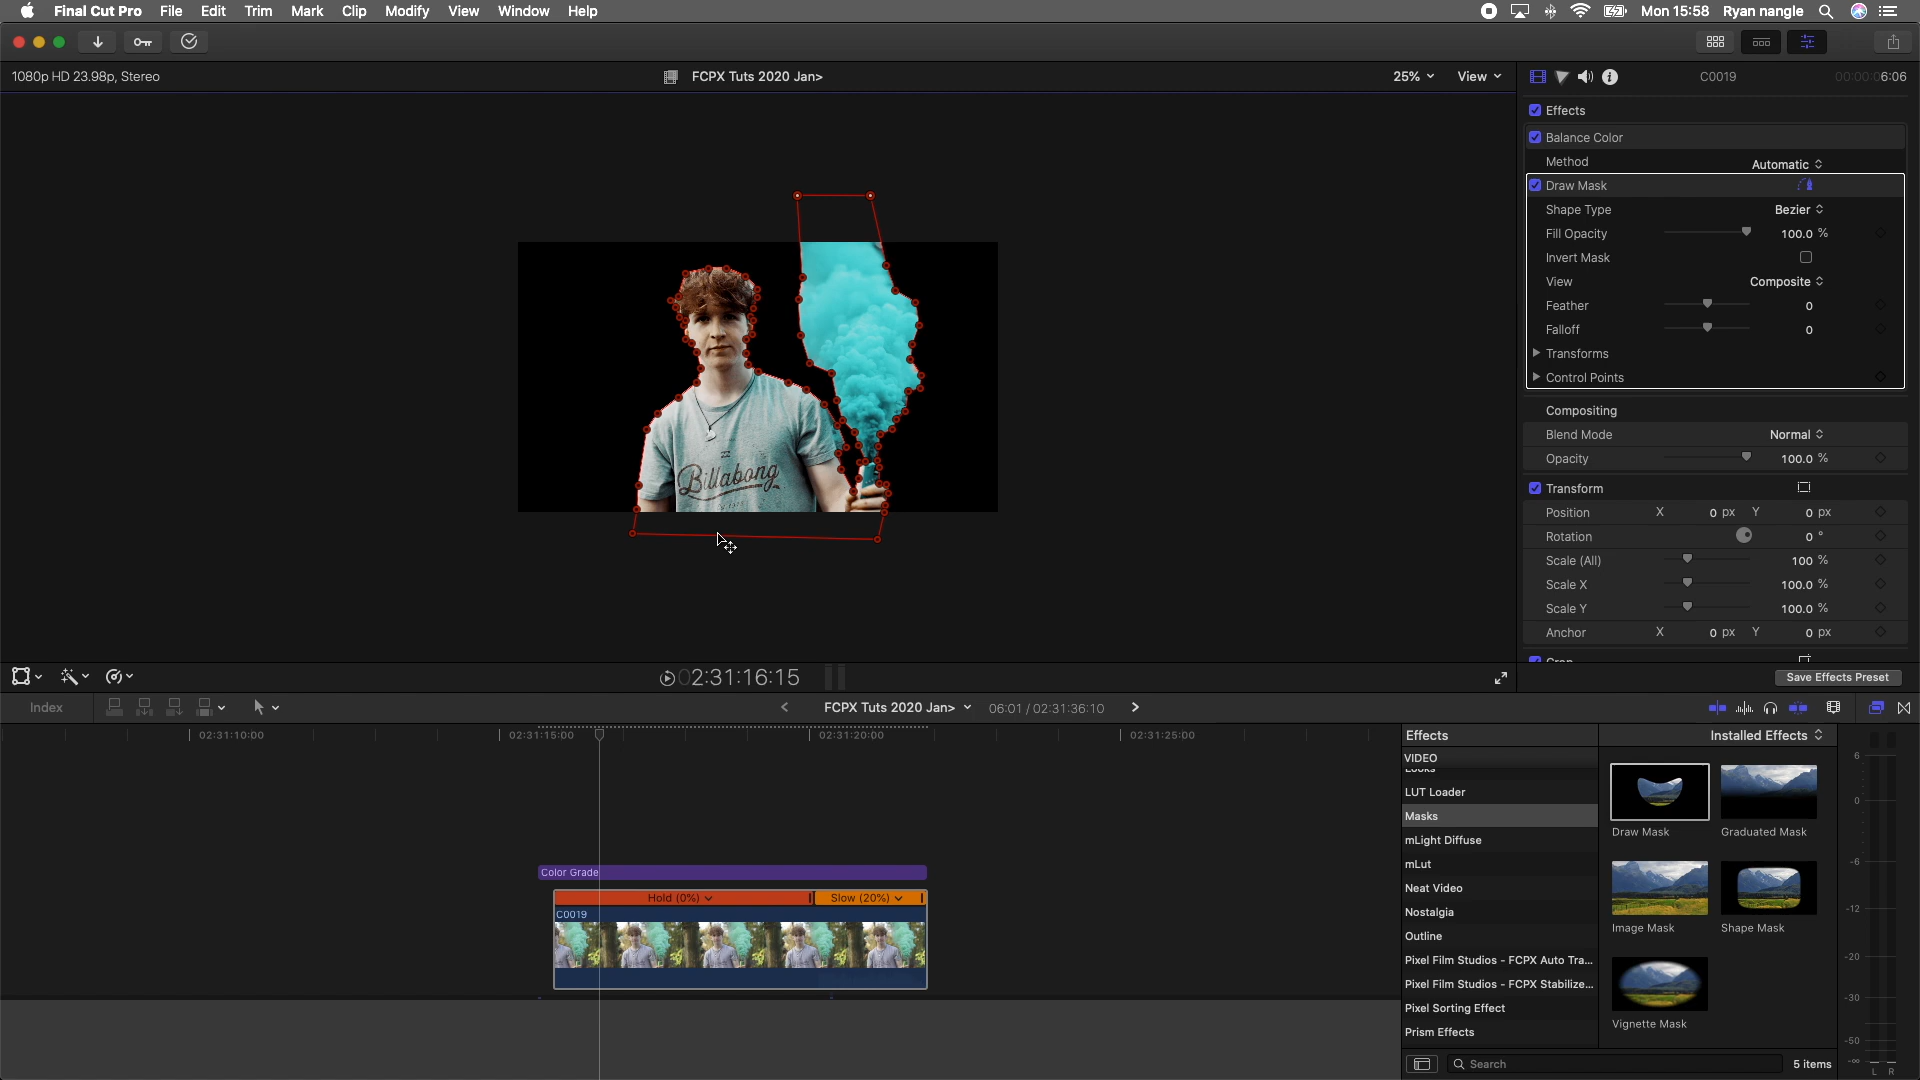 Final Cut Pro File Edit Trim Mark Clip Modify View Window Help Mon 15:58 Ryan nangle
1080p HD 23.98p, Stereo FCPX Tuts 2020 Jan> 25% View C0019 00:00:06:06
Effects
Balance Color
Method Automatic
Draw Mask
Shape Type Bezier
Fill Opacity 100.0 %
Invert Mask
View Composite
Feather 0
Falloff 0
Transforms
Control Points
Compositing
Blend Mode Normal
Opacity 100.0 %
Transform
Position X 0 px Y 0 px
Rotation 0 °
Scale (All) 100 %
Scale X 100.0 %
Scale Y 100.0 %
Anchor X 0 px Y 0 px
Billabong
02:31:16:15
Save Effects Preset
Index FCPX Tuts 2020 Jan> 06:01 / 02:31:36:10
02:31:10:00 02:31:15:00 02:31:20:00 02:31:25:00
Color Grade
Hold (0%) Slow (20%)
C0019
Effects Installed Effects
VIDEO
Looks
LUT Loader
Masks
mLight Diffuse
mLut
Neat Video
Nostalgia
Outline
Pixel Film Studios - FCPX Auto Tra...
Pixel Film Studios - FCPX Stabilize...
Pixel Sorting Effect
Prism Effects
Draw Mask Graduated Mask
Image Mask Shape Mask
Vignette Mask
Search 5 items
6
0
-6
-12
-20
-30
-50
-∞
L R